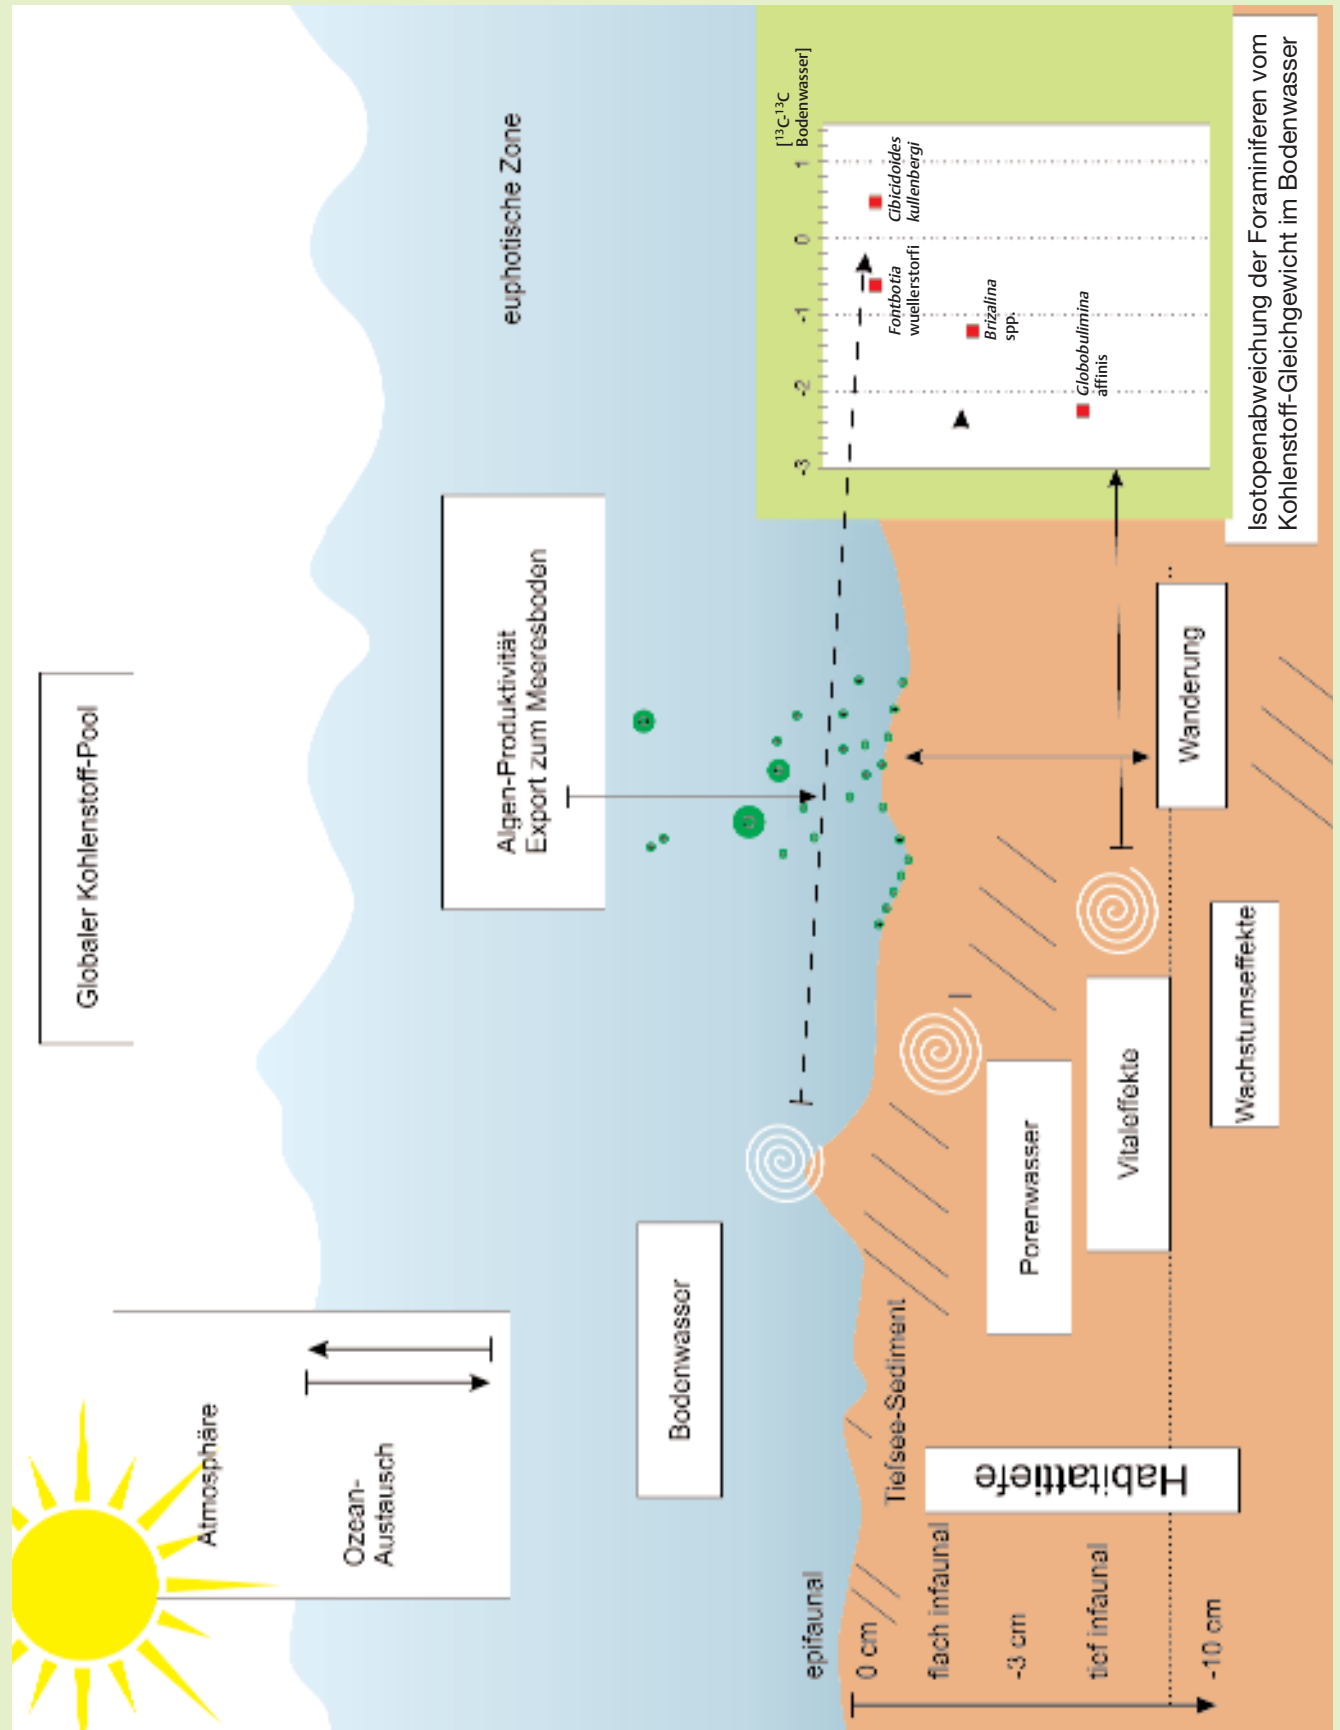 Globaler Kohlenstoff-Pool
Atmosphäre
Ozean-
Austausch
euphotische Zone
Algen-Produktivität
Export zum Meeresboden
Bodenwasser
epifaunal
0 cm
flach infaunal
-3 cm
tief infaunal
-10 cm
Tiefsee-Sediment
Habitattiefe
Porenwasser
Vitaleffekte
Wachstumseffekte
Wanderung
[¹³C-¹³C
Bodenwasser]
-3 -2 -1 0 1
Fontbotia
wuellerstorfi
Cibicidoides
kullenbergi
Brizalina
spp.
Globobulimina
affinis
Isotopenabweichung der Foraminiferen vom
Kohlenstoff-Gleichgewicht im Bodenwasser